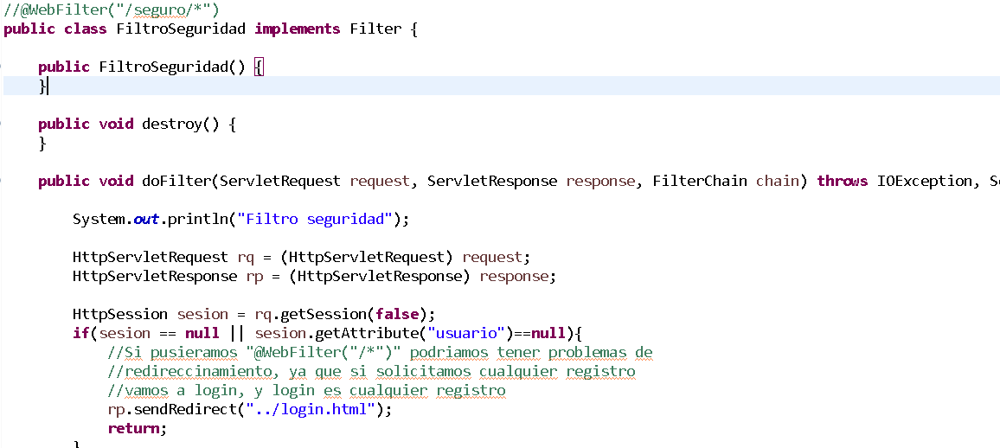 //@WebFilter("/seguro/*")
public class FiltroSeguridad implements Filter {
public FiltroSeguridad() {
}
public void destroy() {
}
public void doFilter(ServletRequest request, ServletResponse response, FilterChain chain) throws IOException,
System.out.println("Filtro seguridad");
HttpServletRequest rq = (HttpServletRequest) request;
HttpServletResponse rp = (HttpServletResponse) response;
HttpSession sesion = rq.getSession(false);
if(sesion == null || sesion.getAttribute("usuario")==null){
//Si pusieramos "@WebFilter("/*")" podriamos tener problemas de
//redireccinamiento, ya que si solicitamos cualquier registro
//vamos a login, y login es cualquier registro
rp.sendRedirect("../login.html");
return;
}